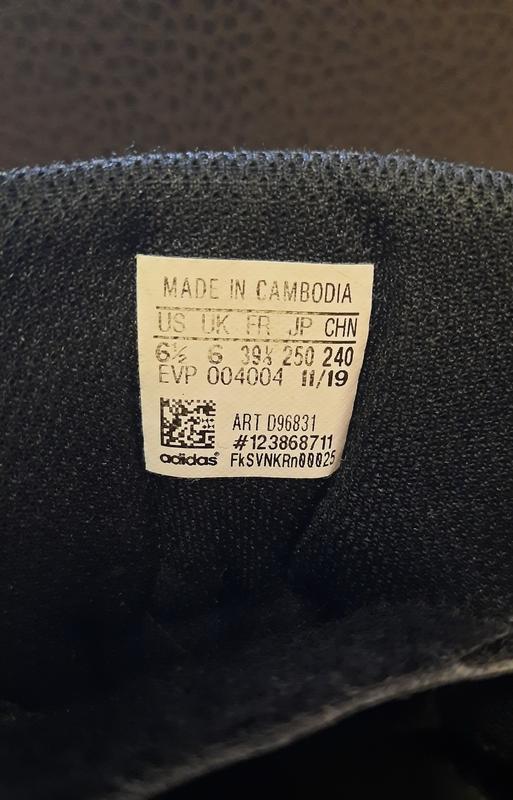 MADE IN CAMBODIA
US UK FR JP CHN
6½ 6 39⅓ 250 240
EVP 004004 11/19
ART D96831
#123868711
adidas® FkSVNKRn00025